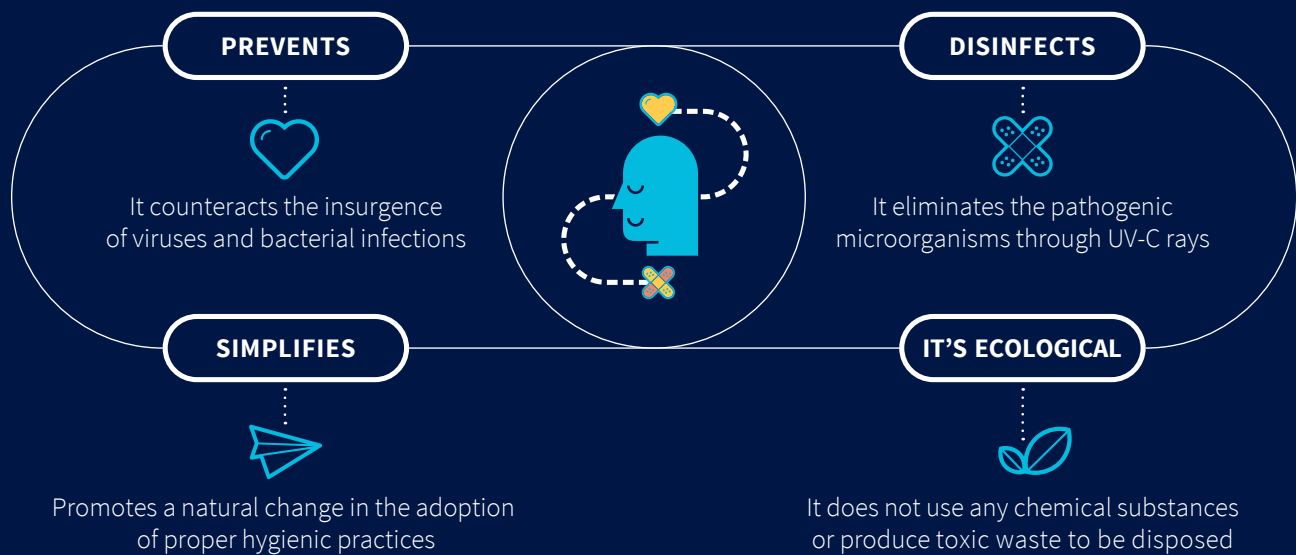 PREVENTS
It counteracts the insurgence
of viruses and bacterial infections
DISINFECTS
It eliminates the pathogenic
microorganisms through UV-C rays
SIMPLIFIES
Promotes a natural change in the adoption
of proper hygienic practices
IT’S ECOLOGICAL
It does not use any chemical substances
or produce toxic waste to be disposed